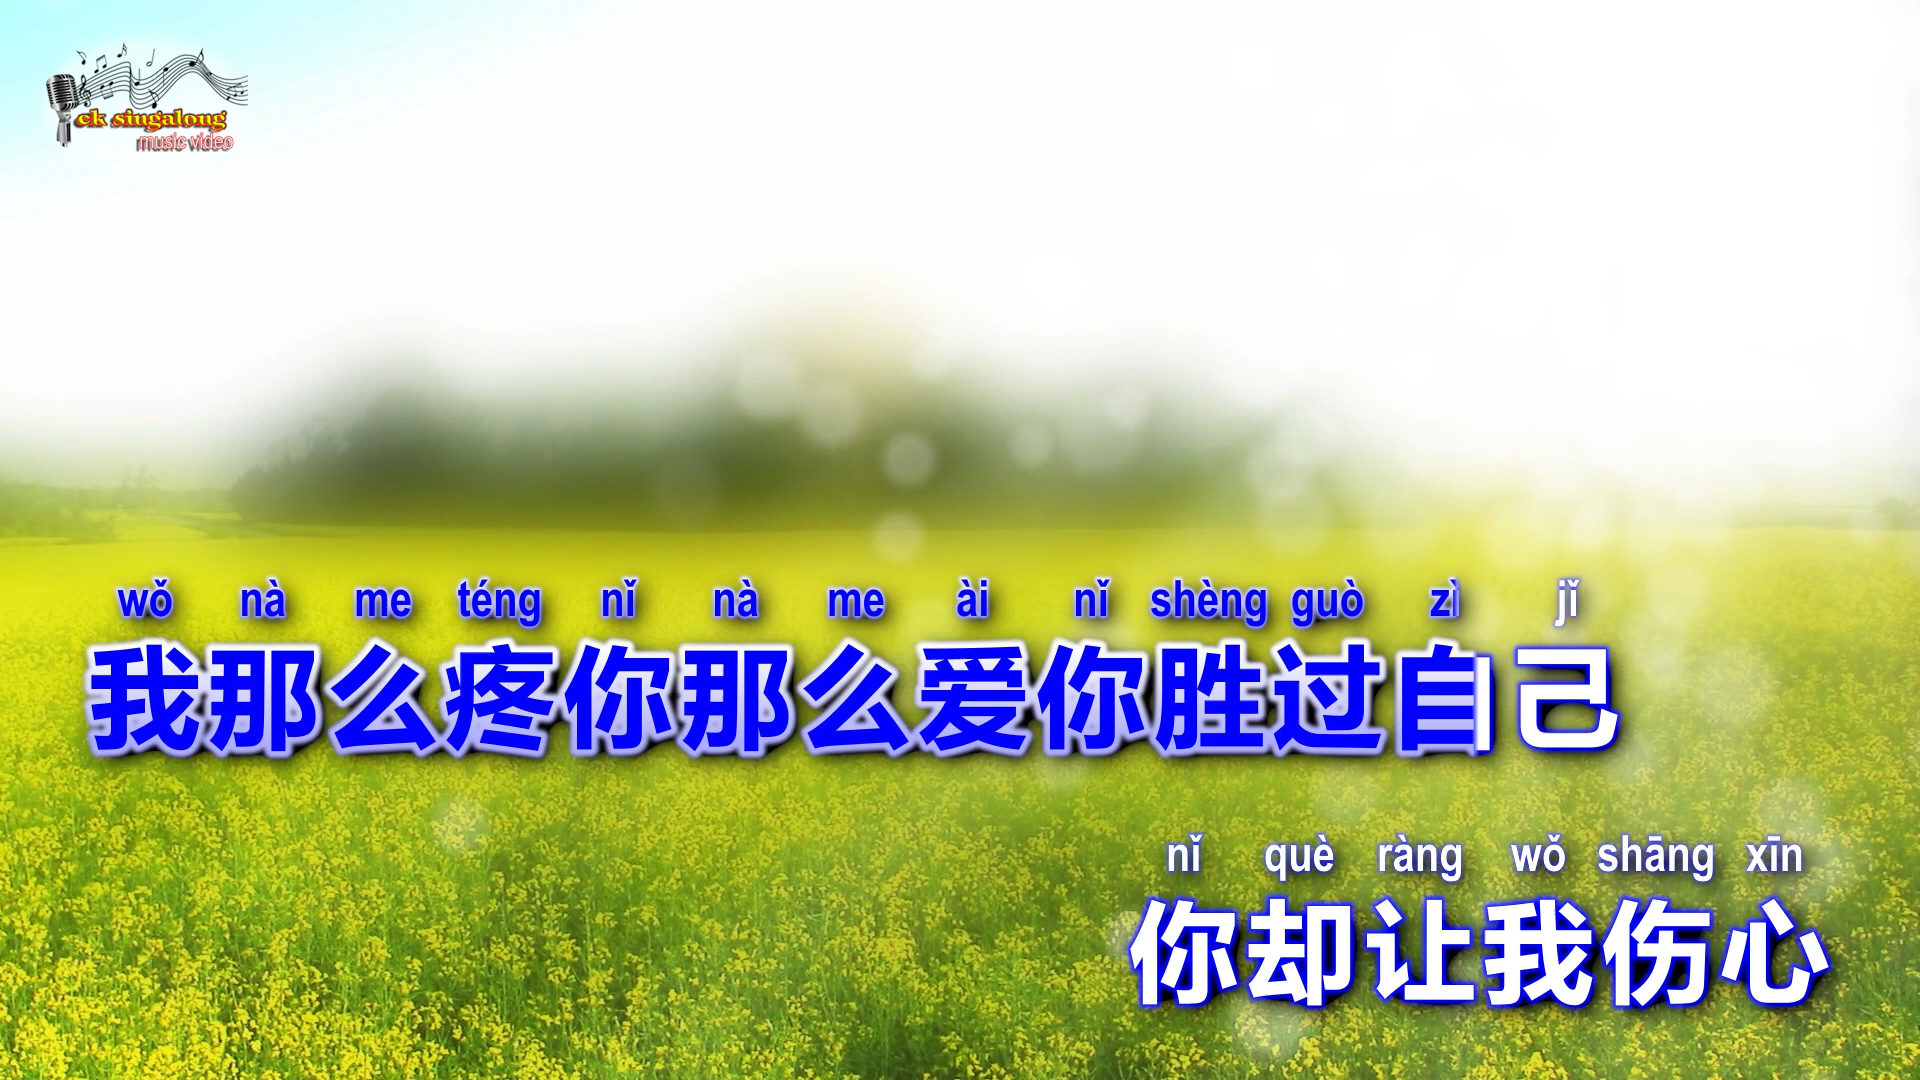 ck singalong
music video
wǒ nà me téng nǐ nà me ài nǐ shèng guò zì jǐ
我那么疼你那么爱你胜过自己
nǐ què ràng wǒ shāng xīn
你却让我伤心